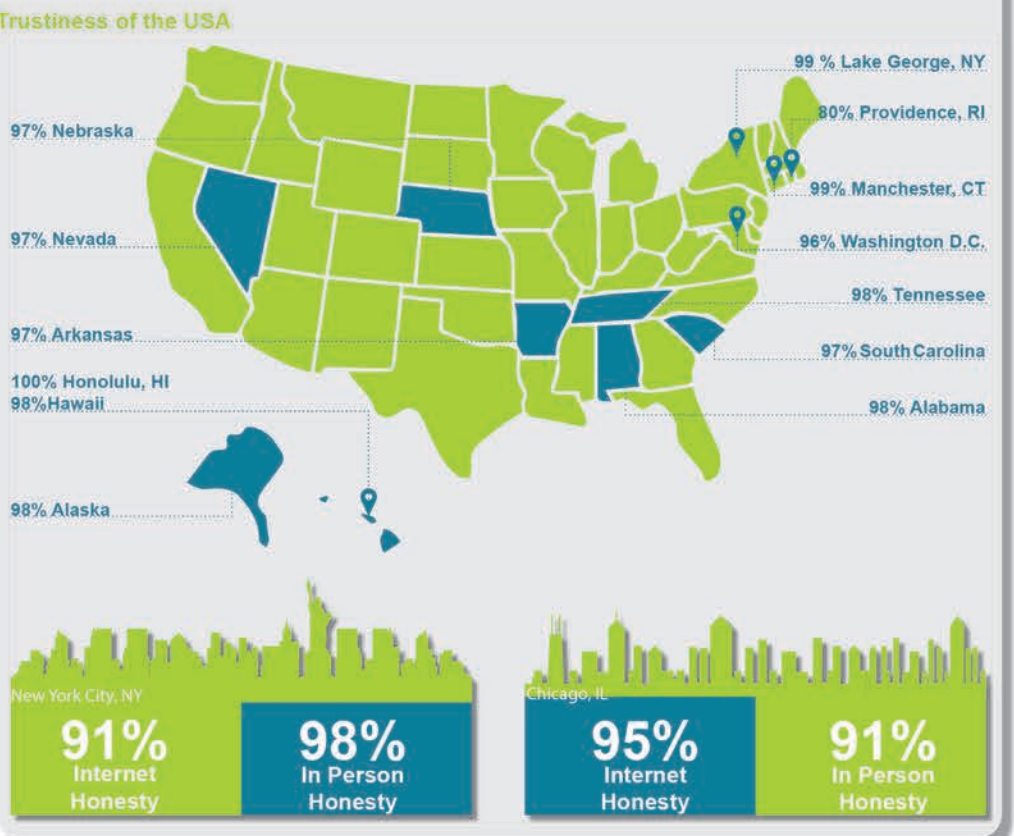 Trustiness of the USA
97% Nebraska
97% Nevada
97% Arkansas
100% Honolulu, HI
98%Hawaii
98% Alaska
99 % Lake George, NY
80% Providence, RI
99% Manchester, CT
96% Washington D.C.
98% Tennessee
97% South Carolina
98% Alabama
New York City, NY
91%
Internet
Honesty
98%
In Person
Honesty
Chicago, IL
95%
Internet
Honesty
91%
In Person
Honesty